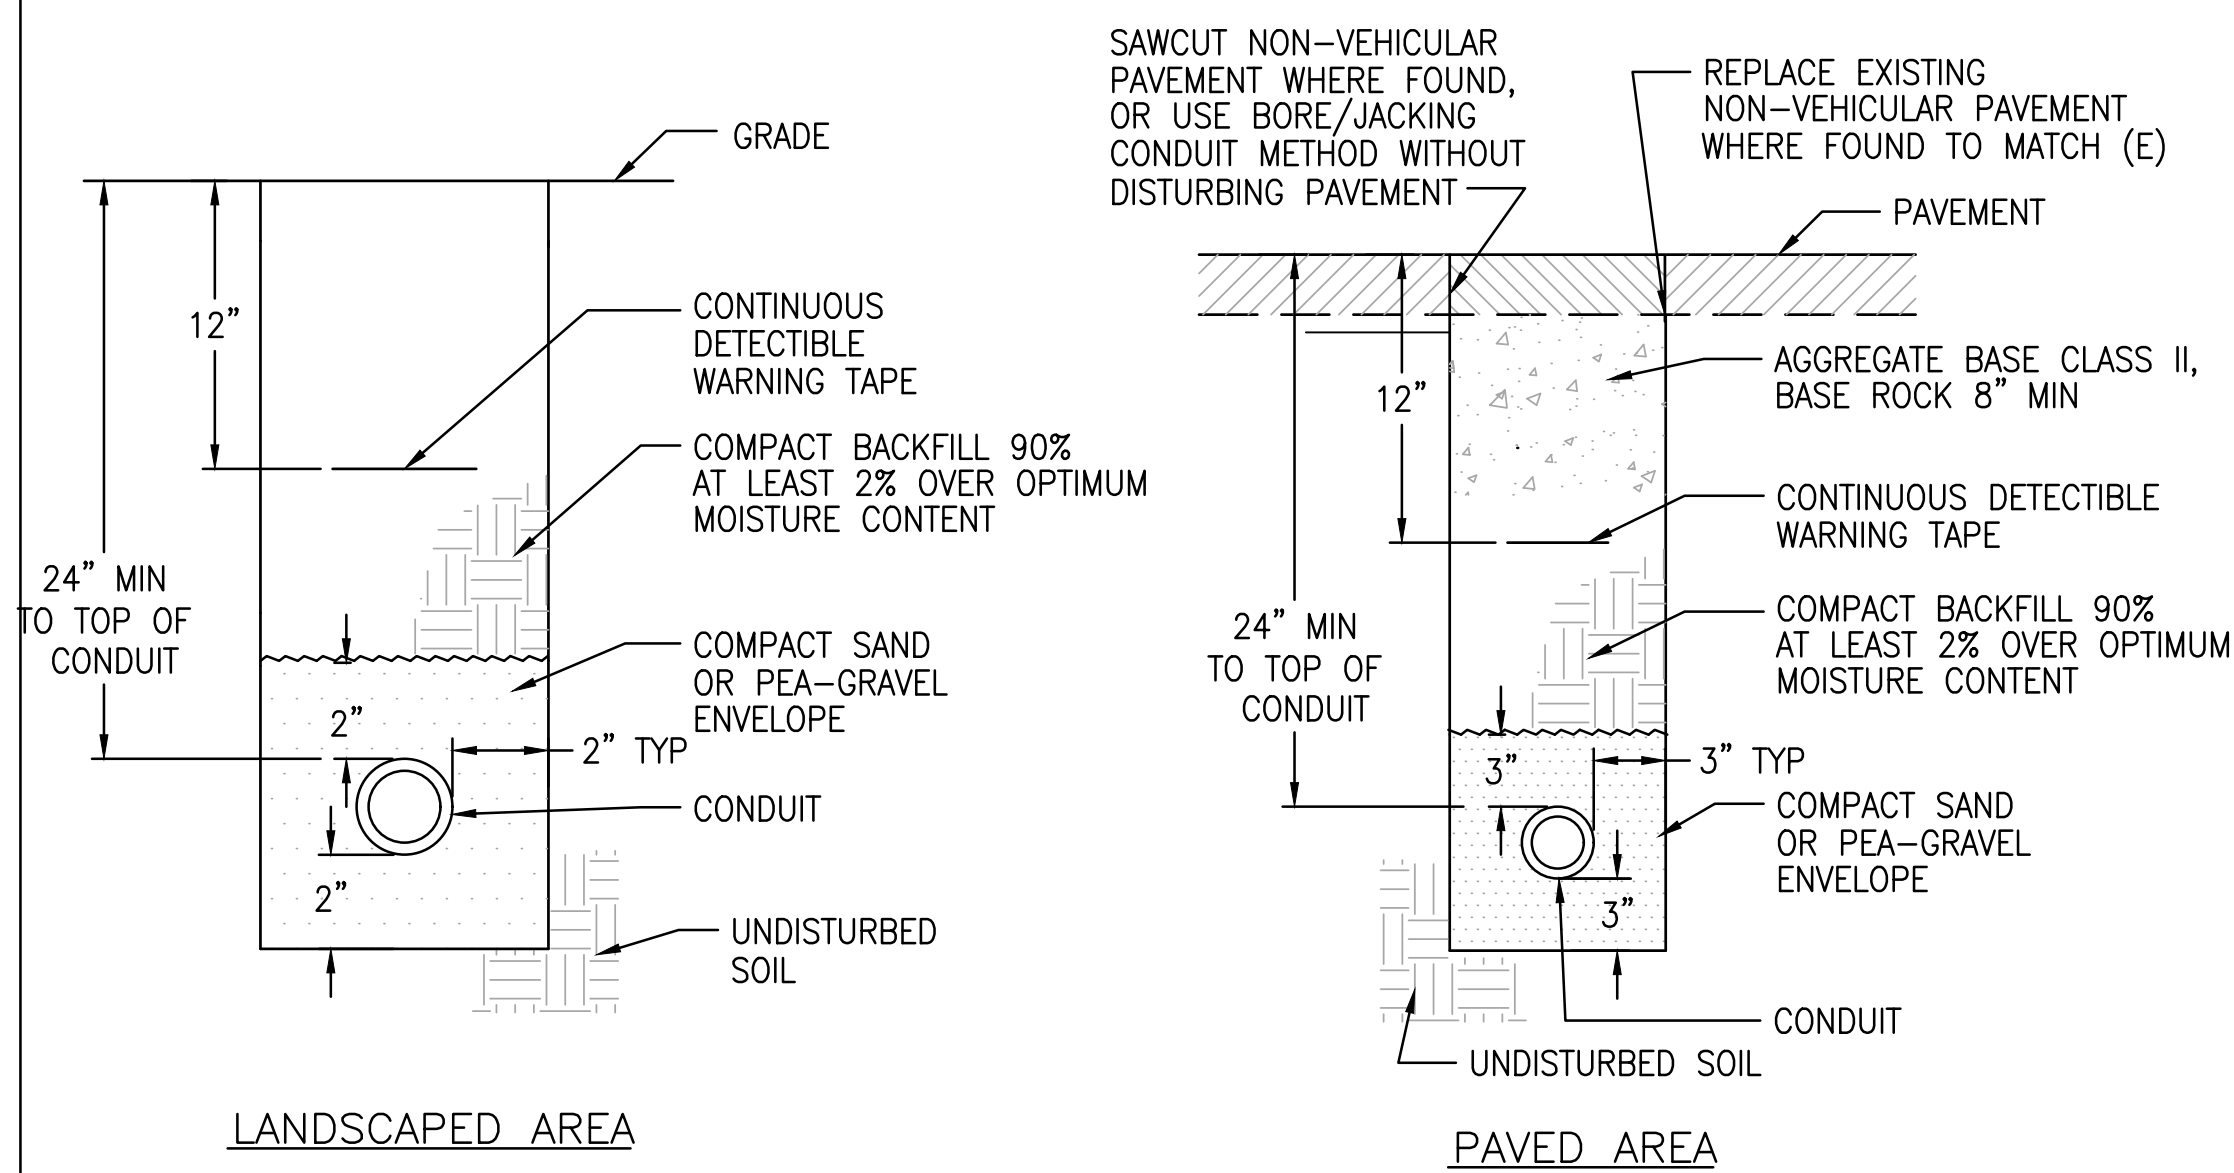 GRADE
12"
CONTINUOUS
DETECTIBLE
WARNING TAPE
COMPACT BACKFILL 90%
AT LEAST 2% OVER OPTIMUM
MOISTURE CONTENT
24" MIN
TO TOP OF
CONDUIT
COMPACT SAND
OR PEA-GRAVEL
ENVELOPE
2"
2" TYP
CONDUIT
2"
UNDISTURBED
SOIL
LANDSCAPED AREA
SAWCUT NON-VEHICULAR
PAVEMENT WHERE FOUND,
OR USE BORE/JACKING
CONDUIT METHOD WITHOUT
DISTURBING PAVEMENT
REPLACE EXISTING
NON-VEHICULAR PAVEMENT
WHERE FOUND TO MATCH (E)
PAVEMENT
12"
AGGREGATE BASE CLASS II,
BASE ROCK 8" MIN
CONTINUOUS DETECTIBLE
WARNING TAPE
24" MIN
TO TOP OF
CONDUIT
COMPACT BACKFILL 90%
AT LEAST 2% OVER OPTIMUM
MOISTURE CONTENT
3"
3" TYP
COMPACT SAND
OR PEA-GRAVEL
ENVELOPE
3"
CONDUIT
UNDISTURBED SOIL
PAVED AREA